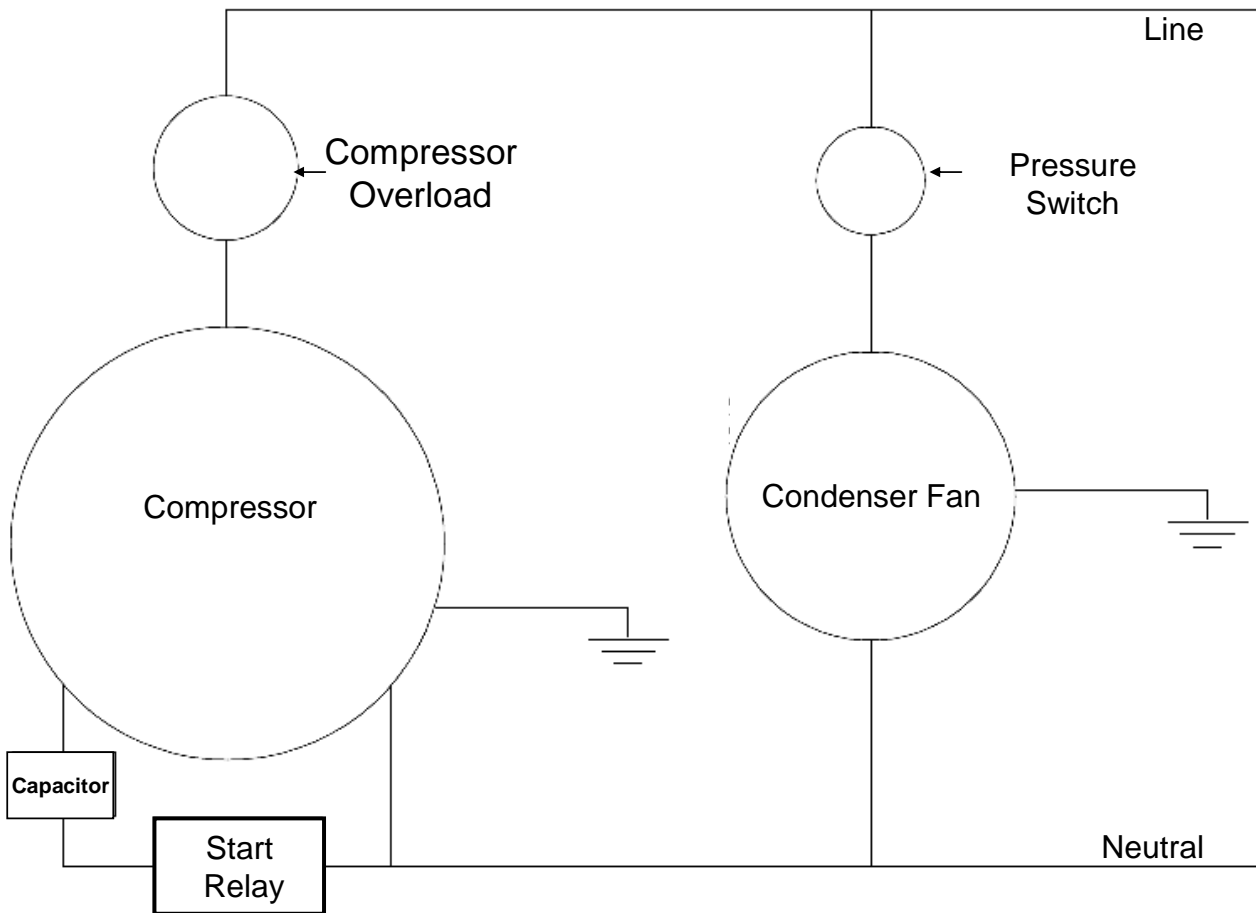 Line
Compressor
Overload
Pressure
Switch
Compressor
Condenser Fan
Capacitor
Start
Relay
Neutral